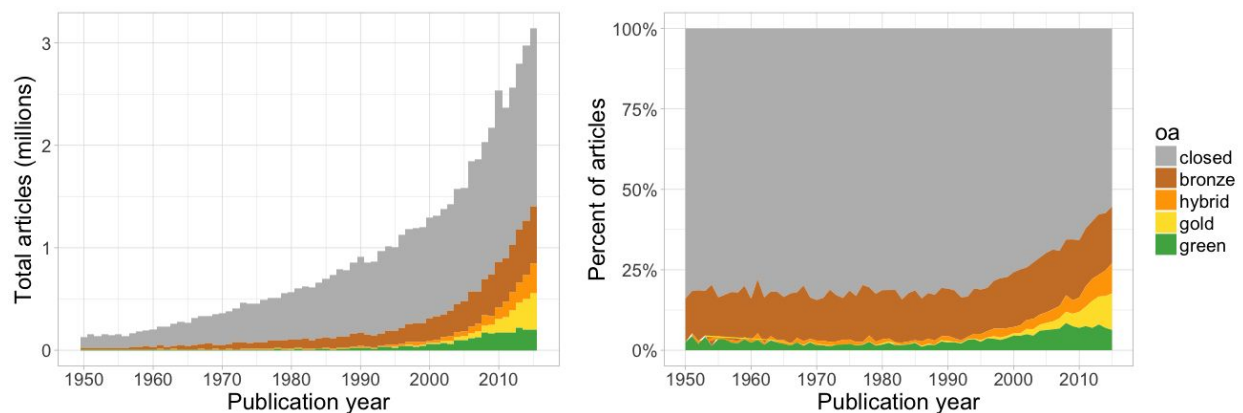 3
2
1
0
Total articles (millions)
1950 1960 1970 1980 1990 2000 2010
Publication year
100%
75%
50%
25%
0%
Percent of articles
1950 1960 1970 1980 1990 2000 2010
Publication year
oa
closed
bronze
hybrid
gold
green